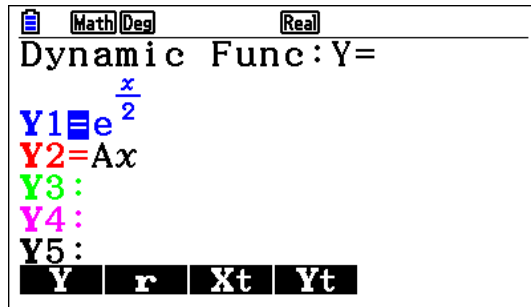 Math Deg Real
Dynamic Func:Y=
Y1=e^(x/2)
Y2=Ax
Y3:
Y4:
Y5:
Y r Xt Yt